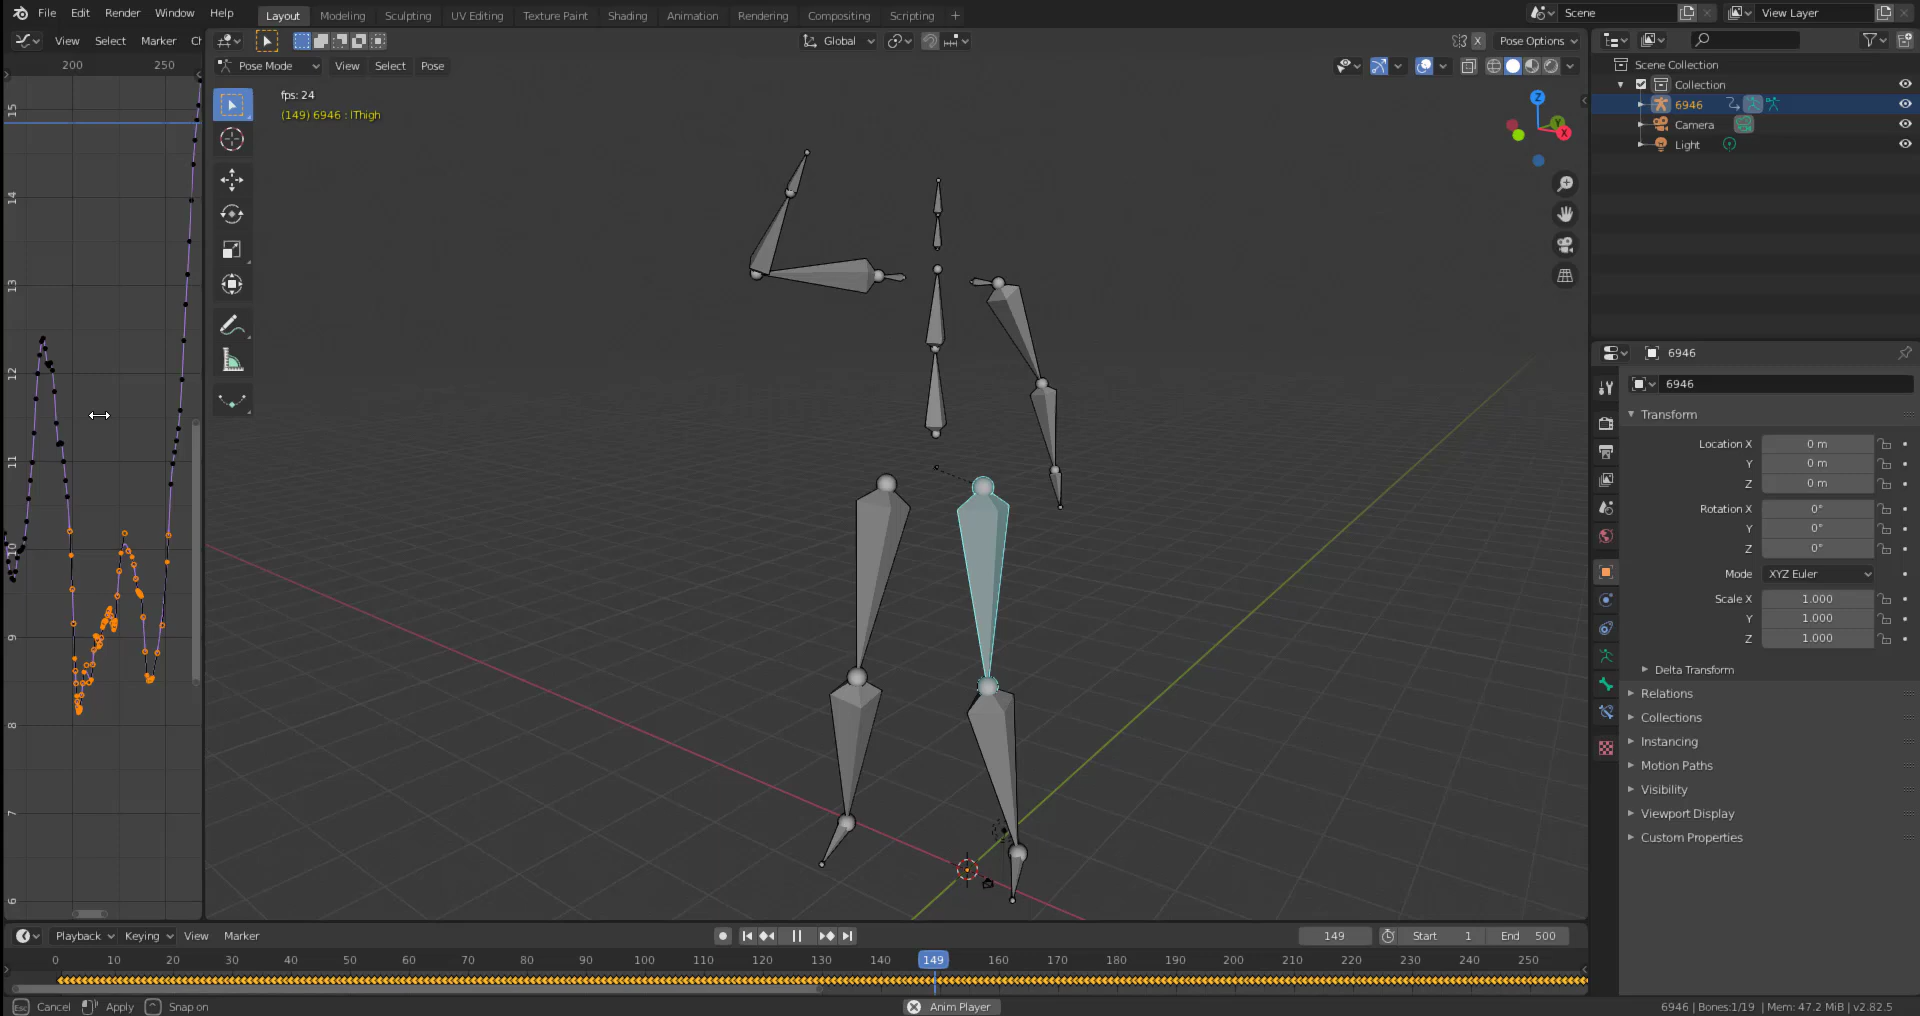 File Edit Render Window Help
Layout Modeling Sculpting UV Editing Texture Paint Shading Animation Rendering Compositing Scripting
Scene
View Layer
View Select Marker Ch
Global
X
Pose Options
200 250
Pose Mode View Select Pose
fps: 24
(149) 6946 : lThigh
Z
Y
X
Scene Collection
Collection
6946
Camera
Light
15
14
13
12
11
10
9
8
7
6
6946
6946
Transform
Location X 0 m
Y 0 m
Z 0 m
Rotation X 0°
Y 0°
Z 0°
Mode XYZ Euler
Scale X 1.000
Y 1.000
Z 1.000
Delta Transform
Relations
Collections
Instancing
Motion Paths
Visibility
Viewport Display
Custom Properties
Playback Keying View Marker
149 Start 1 End 500
0 10 20 30 40 50 60 70 80 90 100 110 120 130 140 149 160 170 180 190 200 210 220 230 240 250
Esc Cancel Apply Snap on
Anim Player
6946 | Bones:1/19 | Mem: 47.2 MiB | v2.82.5